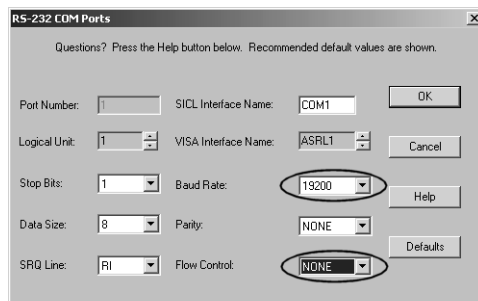 RS-232 COM Ports
Questions? Press the Help button below. Recommended default values are shown.
Port Number: 1 SICL Interface Name: COM1 OK
Logical Unit: 1 VISA Interface Name: ASRL1 Cancel
Stop Bits: 1 Baud Rate: 19200 Help
Data Size: 8 Parity: NONE
Defaults
SRQ Line: RI Flow Control: NONE